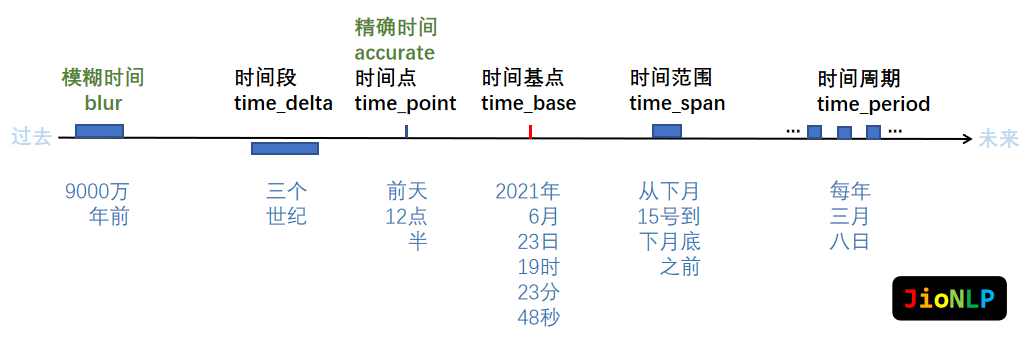 精确时间
accurate
模糊时间
blur
时间段
time_delta
时间点
time_point
时间基点
time_base
时间范围
time_span
时间周期
time_period
过去
...
...
未来
9000万
年前
三个
世纪
前天
12点
半
2021年
6月
23日
19时
23分
48秒
从下月
15号到
下月底
之前
每年
三月
八日
JioNLP